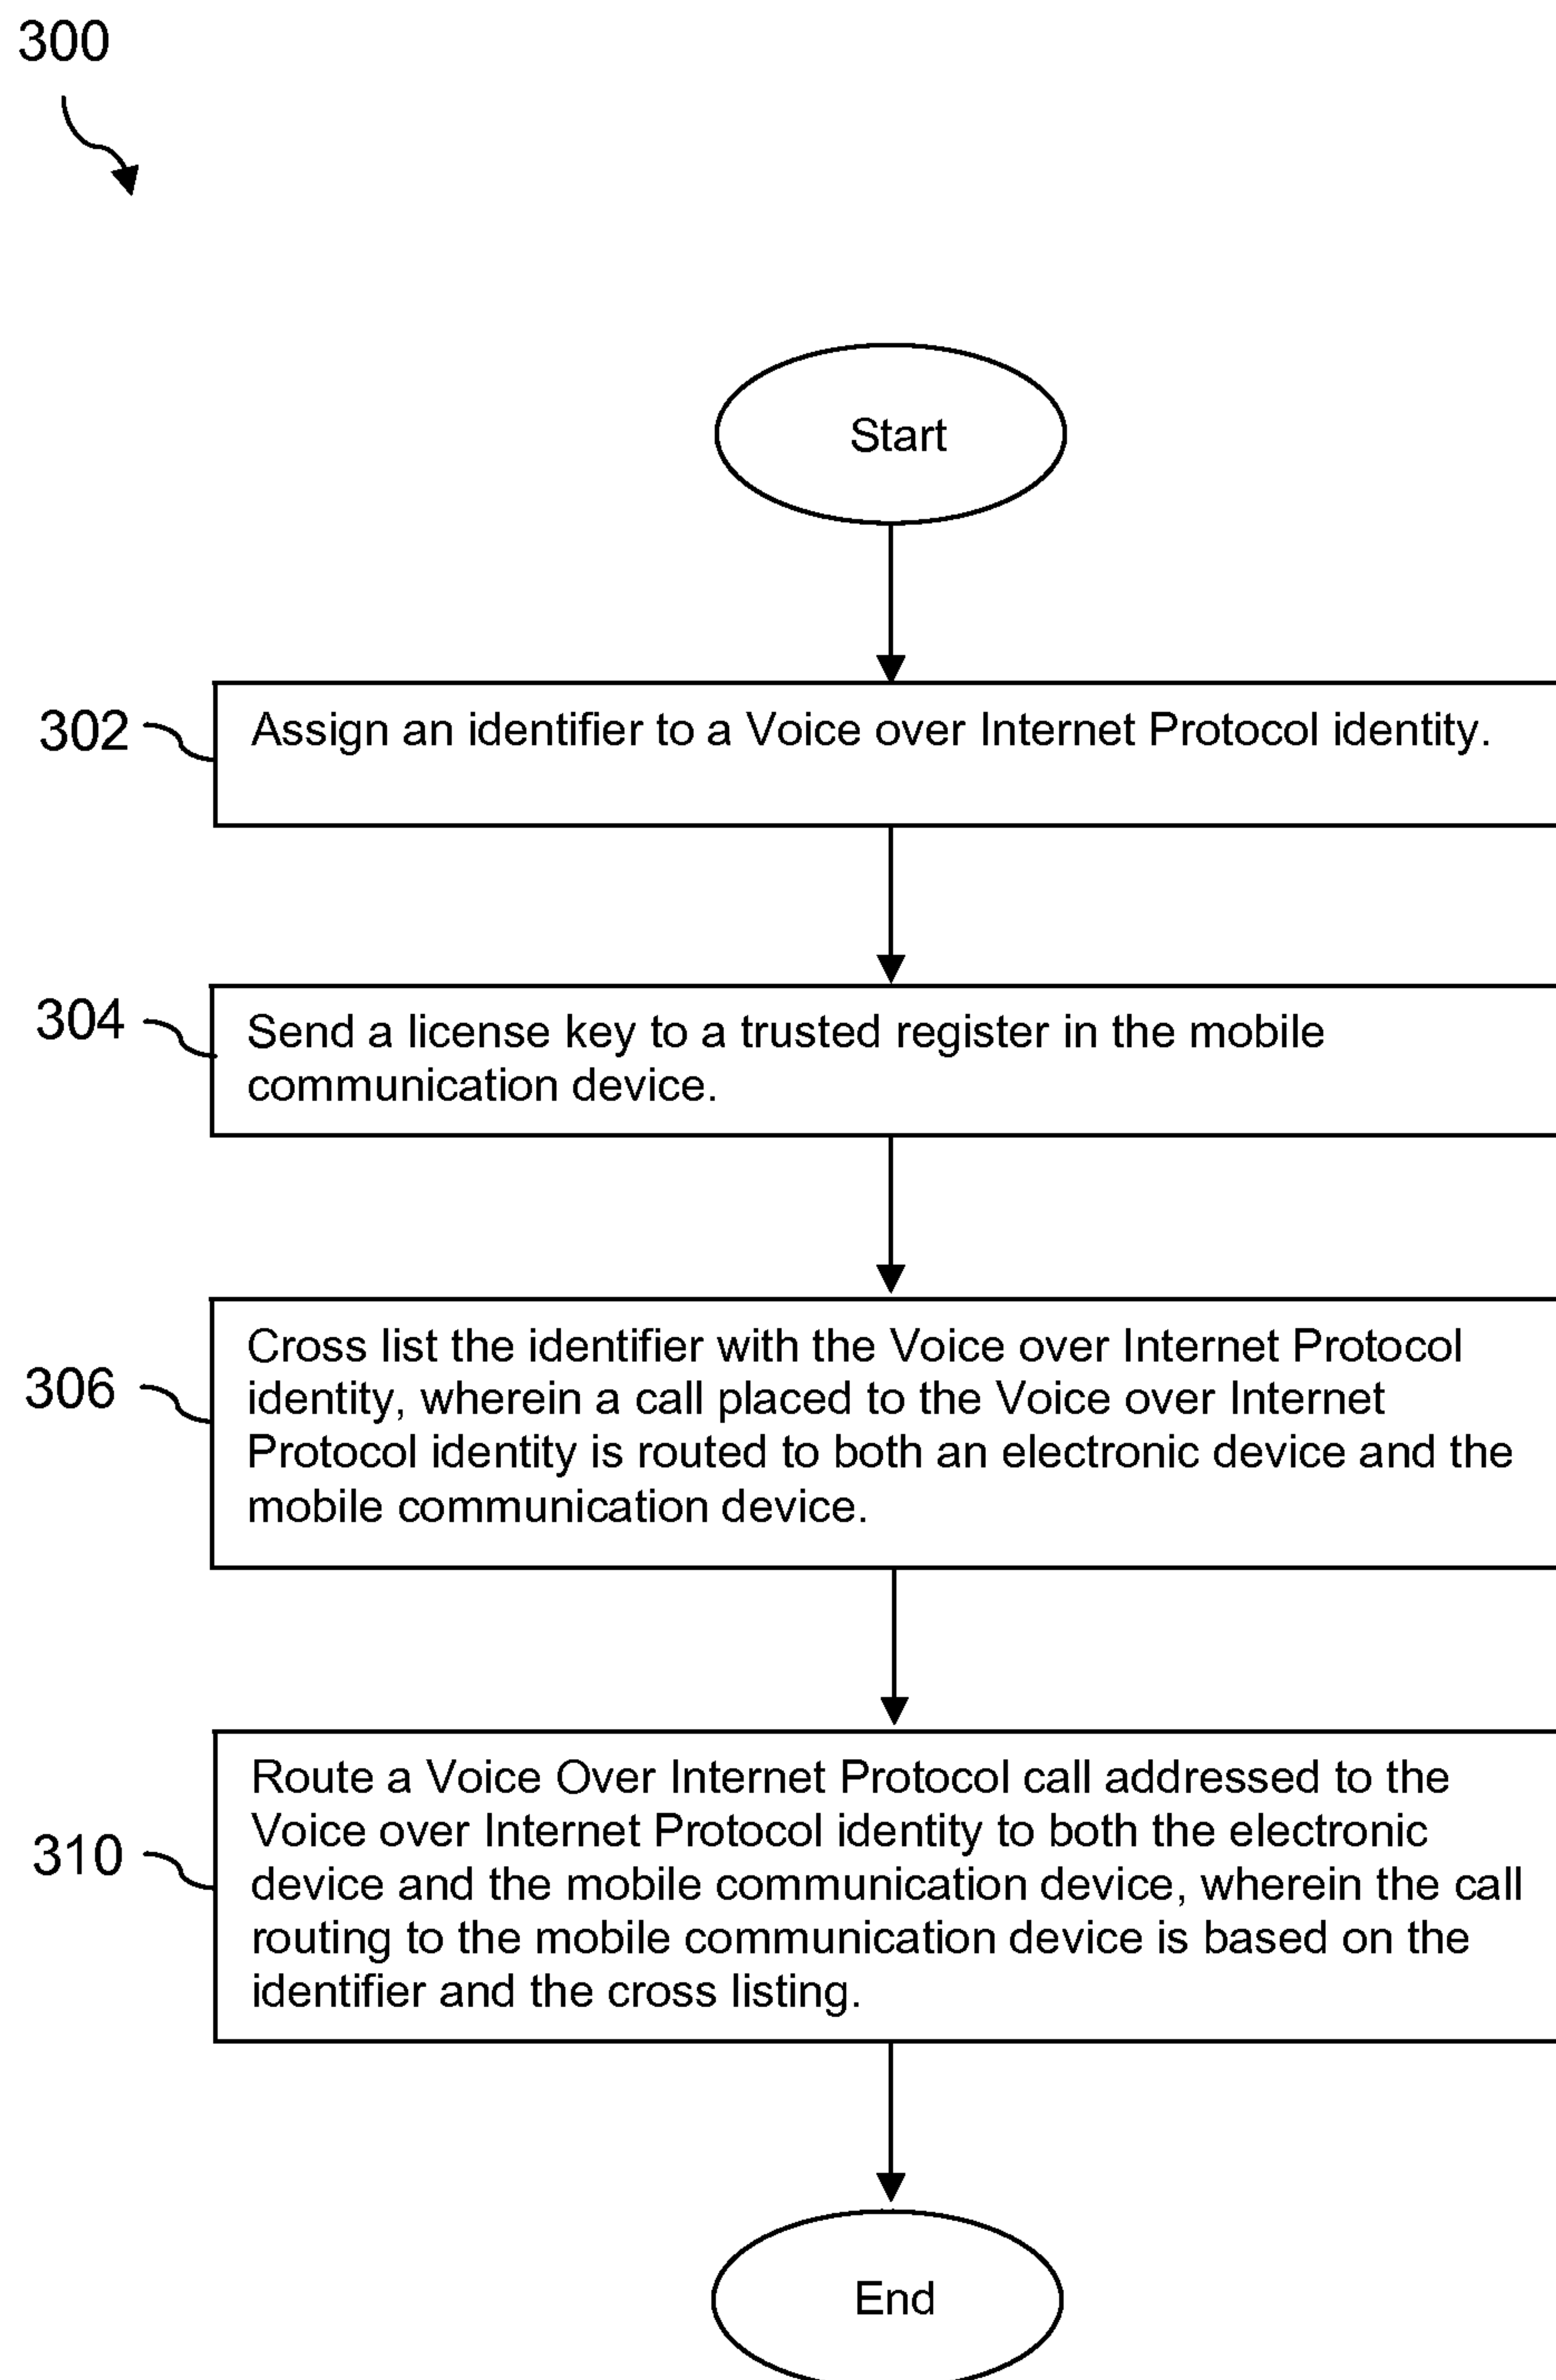 300
Start
302
Assign an identifier to a Voice over Internet Protocol identity.
304
Send a license key to a trusted register in the mobile
communication device.
306
Cross list the identifier with the Voice over Internet Protocol
identity, wherein a call placed to the Voice over Internet
Protocol identity is routed to both an electronic device and the
mobile communication device.
310
Route a Voice Over Internet Protocol call addressed to the
Voice over Internet Protocol identity to both the electronic
device and the mobile communication device, wherein the call
routing to the mobile communication device is based on the
identifier and the cross listing.
End